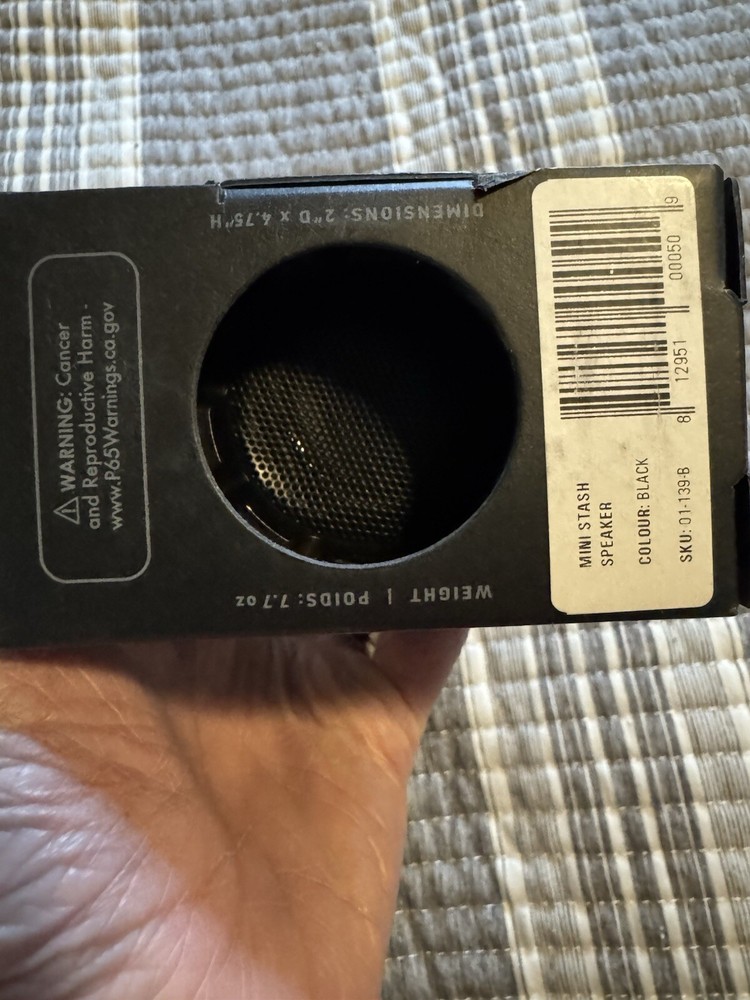 DIMENSIONS: 2"D x 4.75"H
⚠ WARNING: Cancer
and Reproductive Harm -
www.P65Warnings.ca.gov
WEIGHT | POIDS: 7.7 oz
8 12951 00050 9
MINI STASH
SPEAKER
COLOUR: BLACK
SKU: 01-139-B